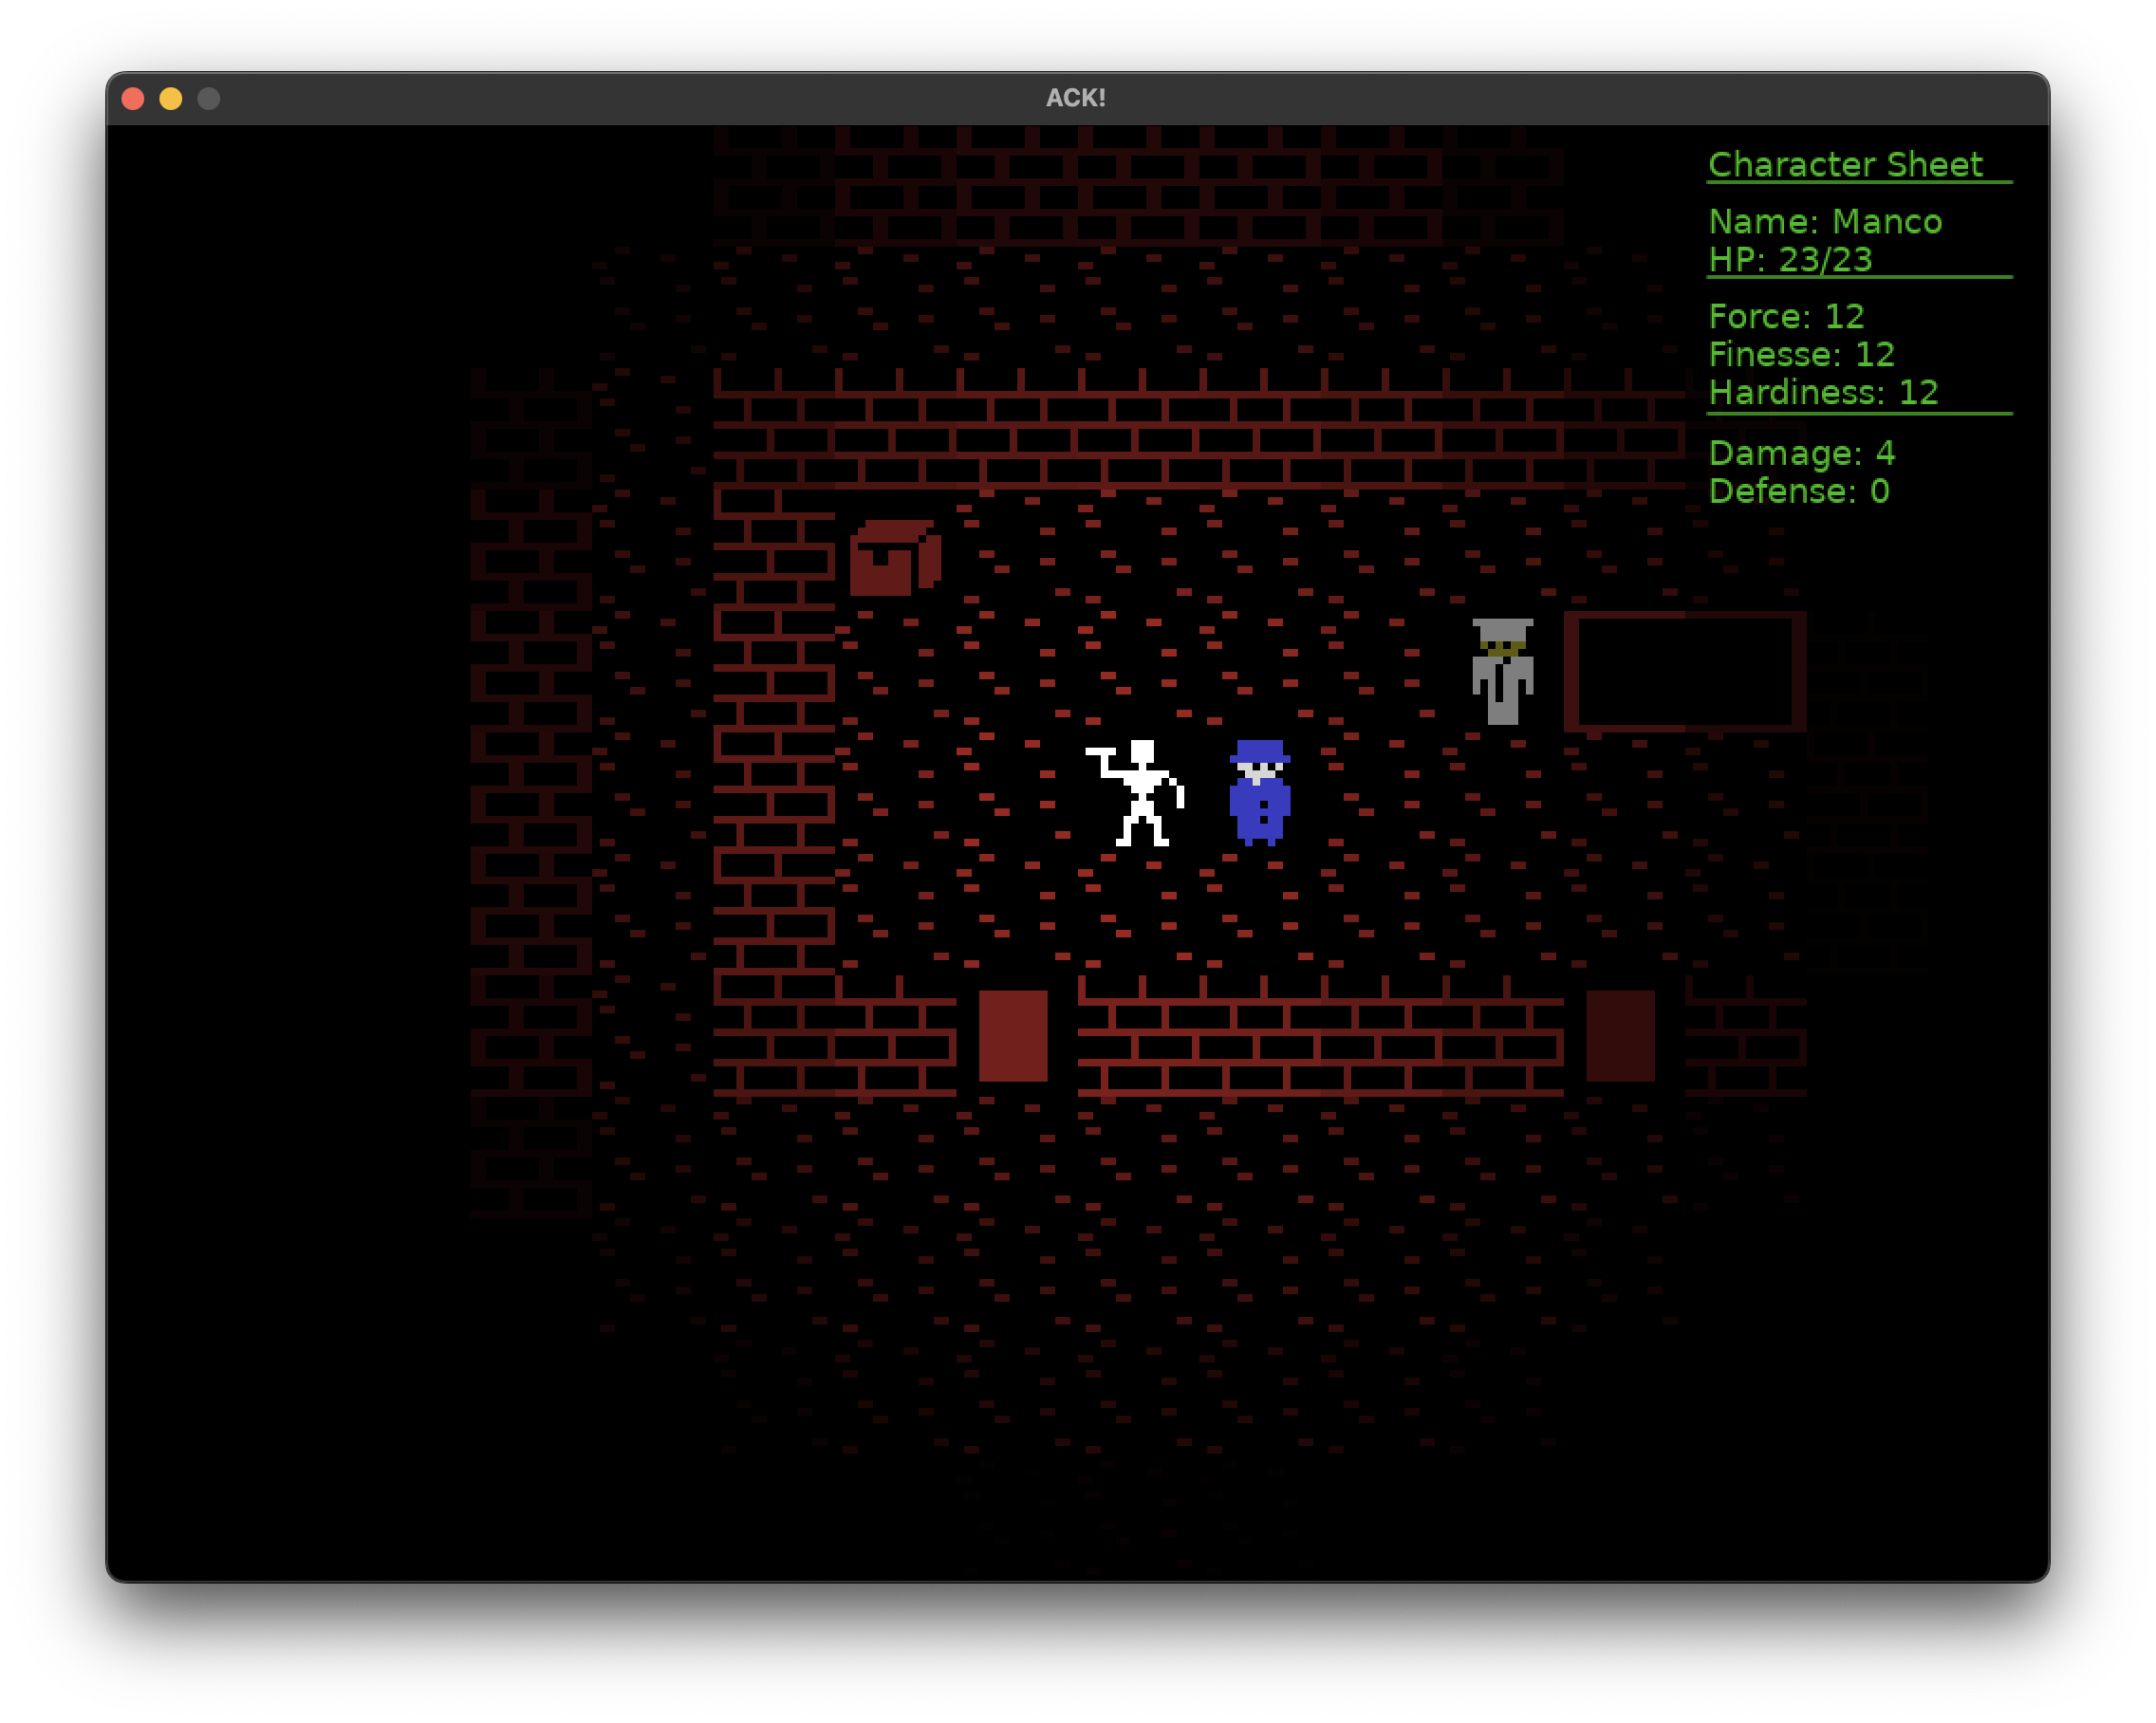 ACK!
Character Sheet
Name: Manco
HP: 23/23
Force: 12
Finesse: 12
Hardiness: 12
Damage: 4
Defense: 0